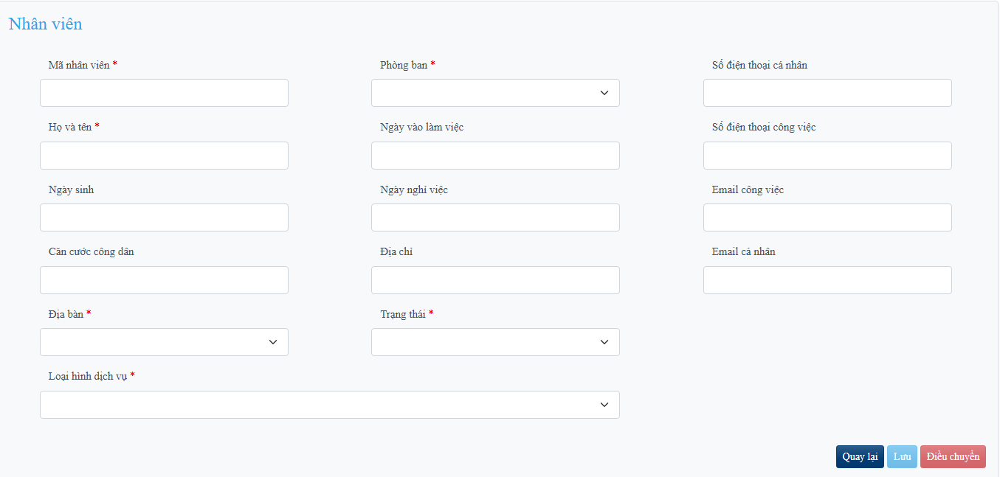 Nhân viên
Mã nhân viên *
Phòng ban *
Số điện thoại cá nhân
Họ và tên *
Ngày vào làm việc
Số điện thoại công việc
Ngày sinh
Ngày nghỉ việc
Email công việc
Căn cước công dân
Địa chỉ
Email cá nhân
Địa bàn *
Trạng thái *
Loại hình dịch vụ *
Quay lại
Lưu
Điều chuyển